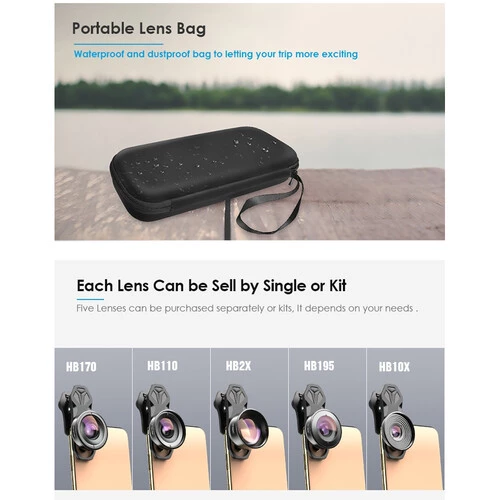 Portable Lens Bag
Waterproof and dustproof bag to letting your trip more exciting
Each Lens Can be Sell by Single or Kit
Five Lenses can be purchased separately or kits, It depends on your needs .
HB170 HB110 HB2X HB195 HB10X